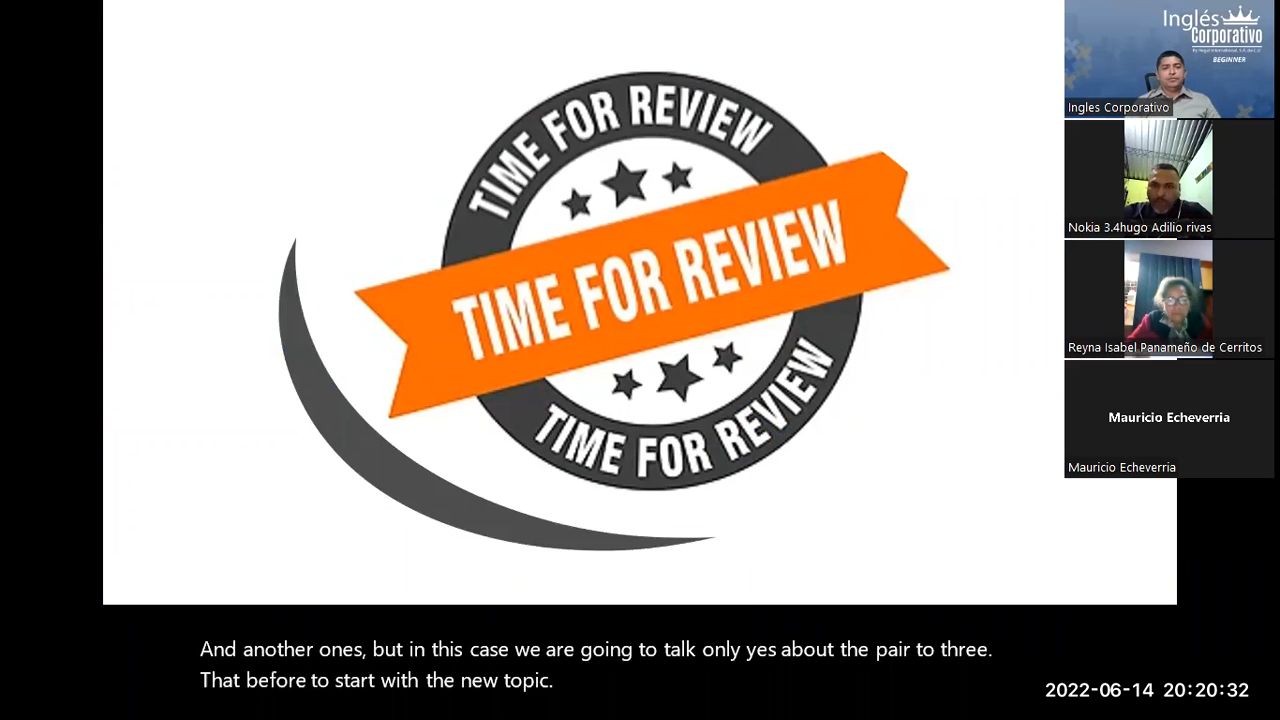 TIME FOR REVIEW
TIME FOR REVIEW
TIME FOR REVIEW
Inglés
Corporativo
BEGINNER
Ingles Corporativo
Nokia 3.4hugo Adilio rivas
Reyna Isabel Panameño de Cerritos
Mauricio Echeverria
Mauricio Echeverria
And another ones, but in this case we are going to talk only yes about the pair to three.
That before to start with the new topic.
2022-06-14 20:20:32